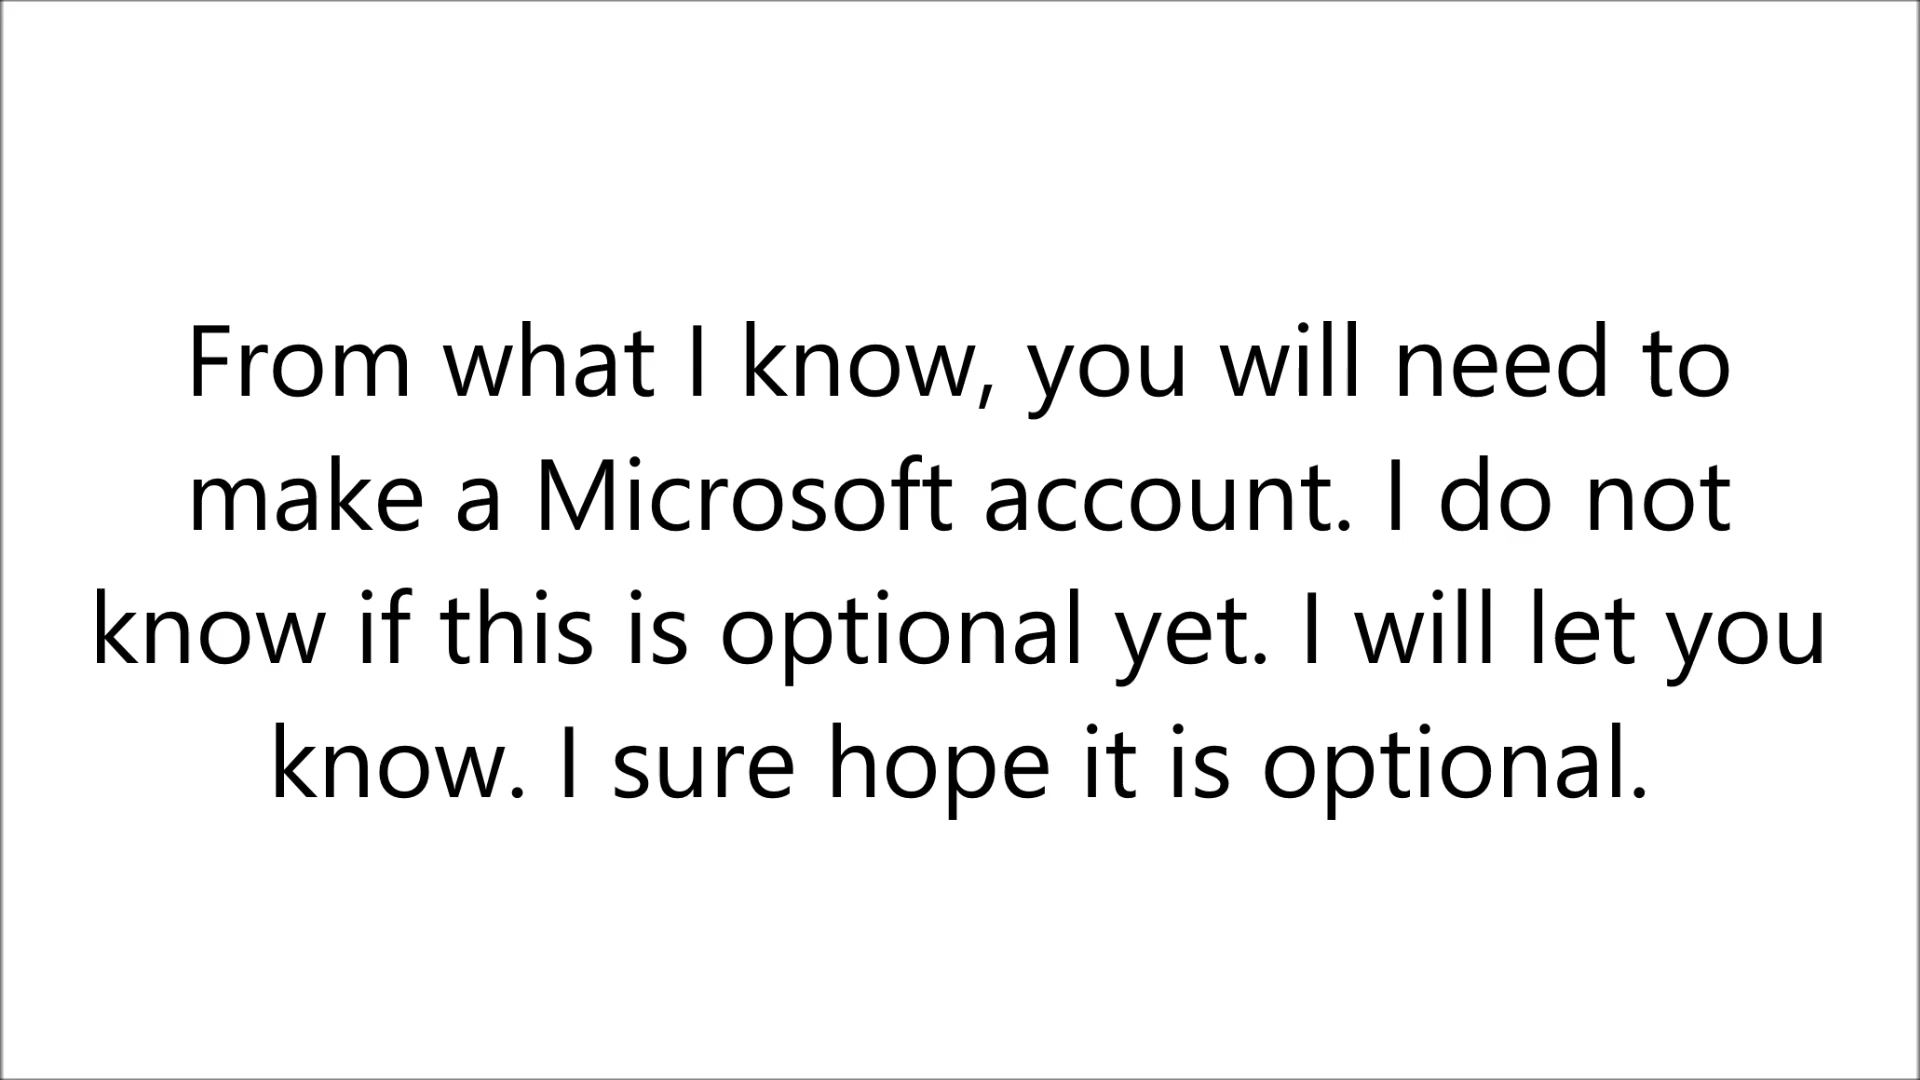 From what I know, you will need to
make a Microsoft account. I do not
know if this is optional yet. I will let you
know. I sure hope it is optional.